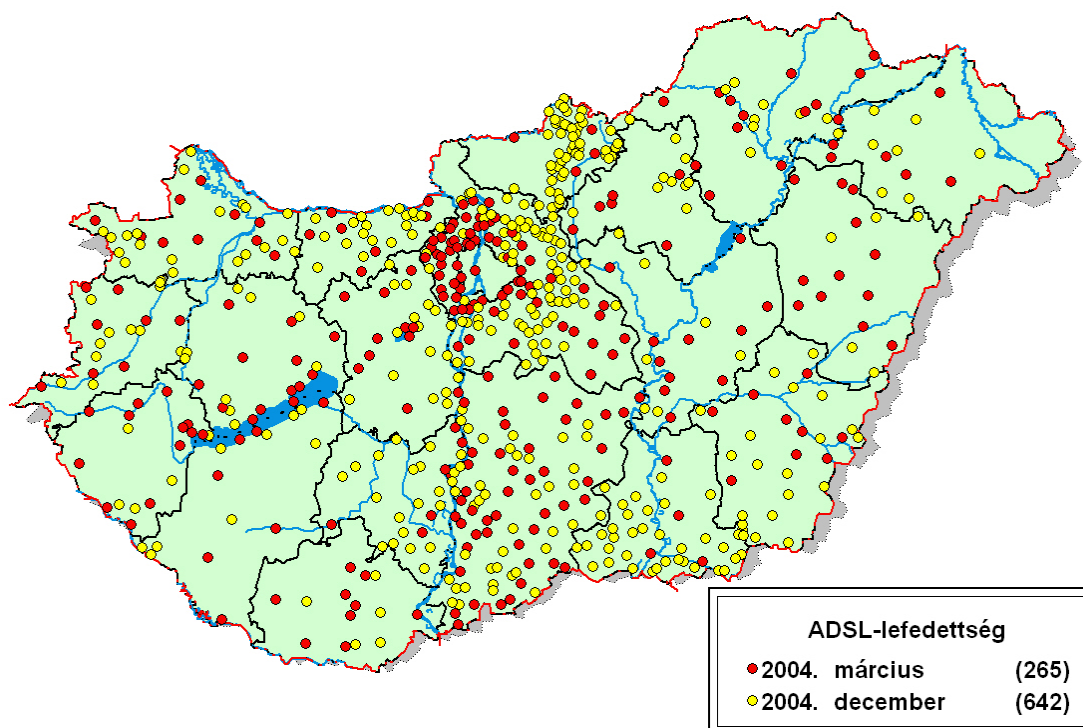 ADSL-lefedettség
2004. március (265)
2004. december (642)